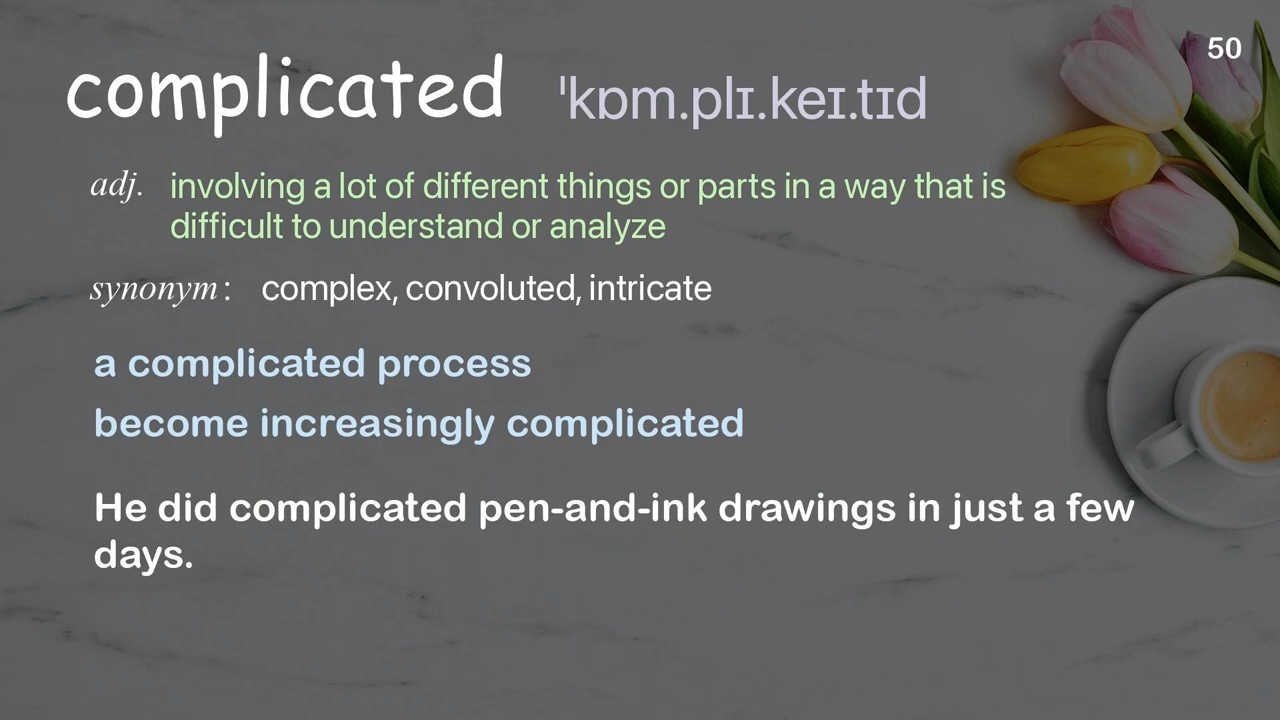 50
complicated ˈkɒm.plɪ.keɪ.tɪd
adj. involving a lot of different things or parts in a way that is
difficult to understand or analyze
synonym : complex, convoluted, intricate
a complicated process
become increasingly complicated
He did complicated pen-and-ink drawings in just a few
days.